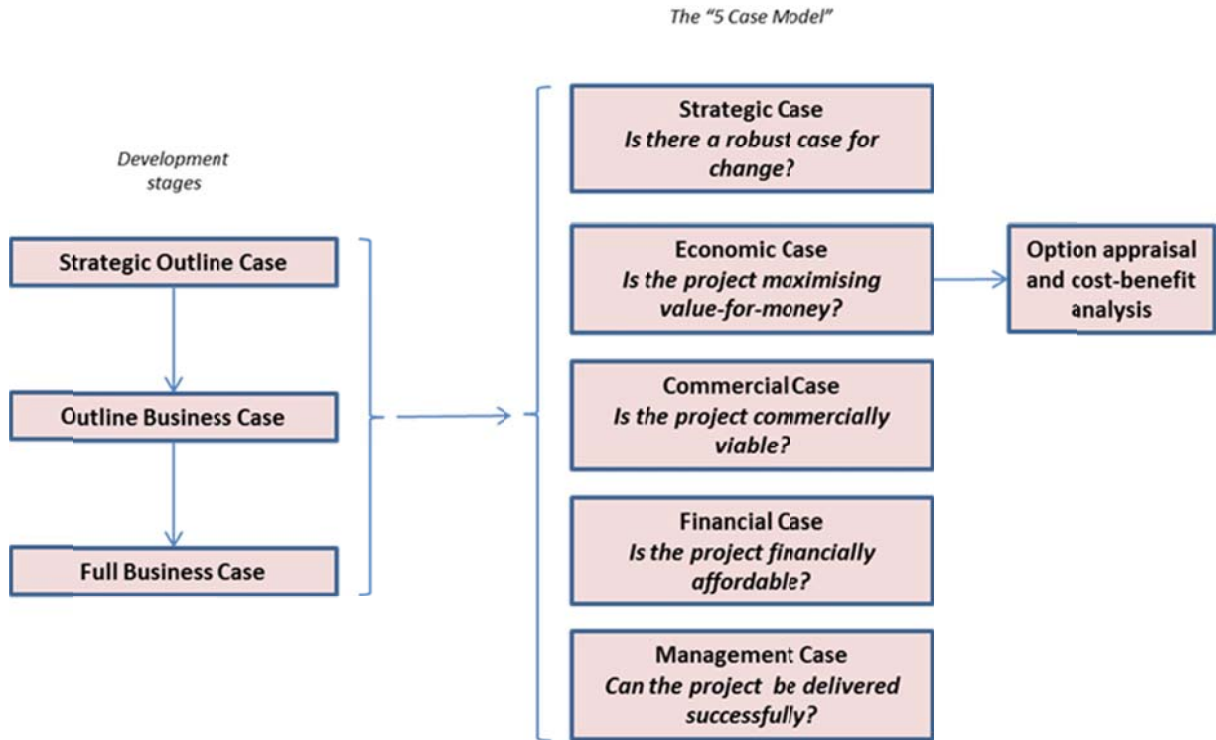 The "5 Case Model"
Development
stages
Strategic Outline Case
Outline Business Case
Full Business Case
Strategic Case
Is there a robust case for
change?
Economic Case
Is the project maximising
value-for-money?
Commercial Case
Is the project commercially
viable?
Financial Case
Is the project financially
affordable?
Management Case
Can the project be delivered
successfully?
Option appraisal
and cost-benefit
analysis